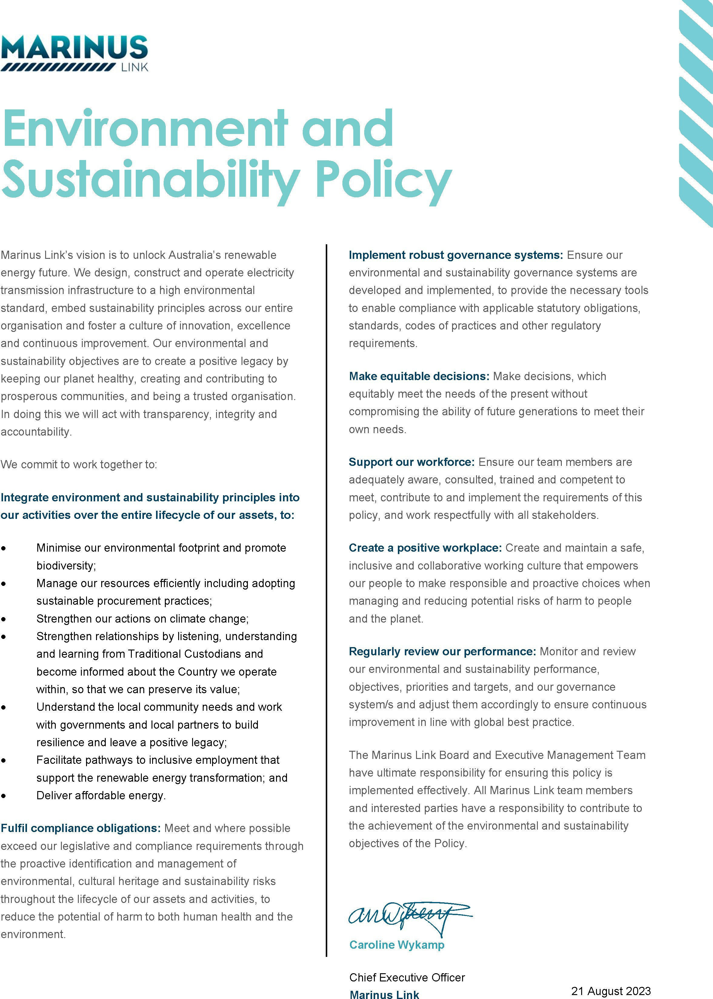 MARINUS
LINK
Environment and
Sustainability Policy
Marinus Link’s vision is to unlock Australia’s renewable
energy future. We design, construct and operate electricity
transmission infrastructure to a high environmental
standard, embed sustainability principles across our entire
organisation and foster a culture of innovation, excellence
and continuous improvement. Our environmental and
sustainability objectives are to create a positive legacy by
keeping our planet healthy, creating and contributing to
prosperous communities, and being a trusted organisation.
In doing this we will act with transparency, integrity and
accountability.
We commit to work together to:
Integrate environment and sustainability principles into
our activities over the entire lifecycle of our assets, to:
• Minimise our environmental footprint and promote
biodiversity;
• Manage our resources efficiently including adopting
sustainable procurement practices;
• Strengthen our actions on climate change;
• Strengthen relationships by listening, understanding
and learning from Traditional Custodians and
become informed about the Country we operate
within, so that we can preserve its value;
• Understand the local community needs and work
with governments and local partners to build
resilience and leave a positive legacy;
• Facilitate pathways to inclusive employment that
support the renewable energy transformation; and
• Deliver affordable energy.
Fulfil compliance obligations: Meet and where possible
exceed our legislative and compliance requirements through
the proactive identification and management of
environmental, cultural heritage and sustainability risks
throughout the lifecycle of our assets and activities, to
reduce the potential of harm to both human health and the
environment.
Implement robust governance systems: Ensure our
environmental and sustainability governance systems are
developed and implemented, to provide the necessary tools
to enable compliance with applicable statutory obligations,
standards, codes of practices and other regulatory
requirements.
Make equitable decisions: Make decisions, which
equitably meet the needs of the present without
compromising the ability of future generations to meet their
own needs.
Support our workforce: Ensure our team members are
adequately aware, consulted, trained and competent to
meet, contribute to and implement the requirements of this
policy, and work respectfully with all stakeholders.
Create a positive workplace: Create and maintain a safe,
inclusive and collaborative working culture that empowers
our people to make responsible and proactive choices when
managing and reducing potential risks of harm to people
and the planet.
Regularly review our performance: Monitor and review
our environmental and sustainability performance,
objectives, priorities and targets, and our governance
system/s and adjust them accordingly to ensure continuous
improvement in line with global best practice.
The Marinus Link Board and Executive Management Team
have ultimate responsibility for ensuring this policy is
implemented effectively. All Marinus Link team members
and interested parties have a responsibility to contribute to
the achievement of the environmental and sustainability
objectives of the Policy.
Caroline Wykamp
Chief Executive Officer
Marinus Link
21 August 2023